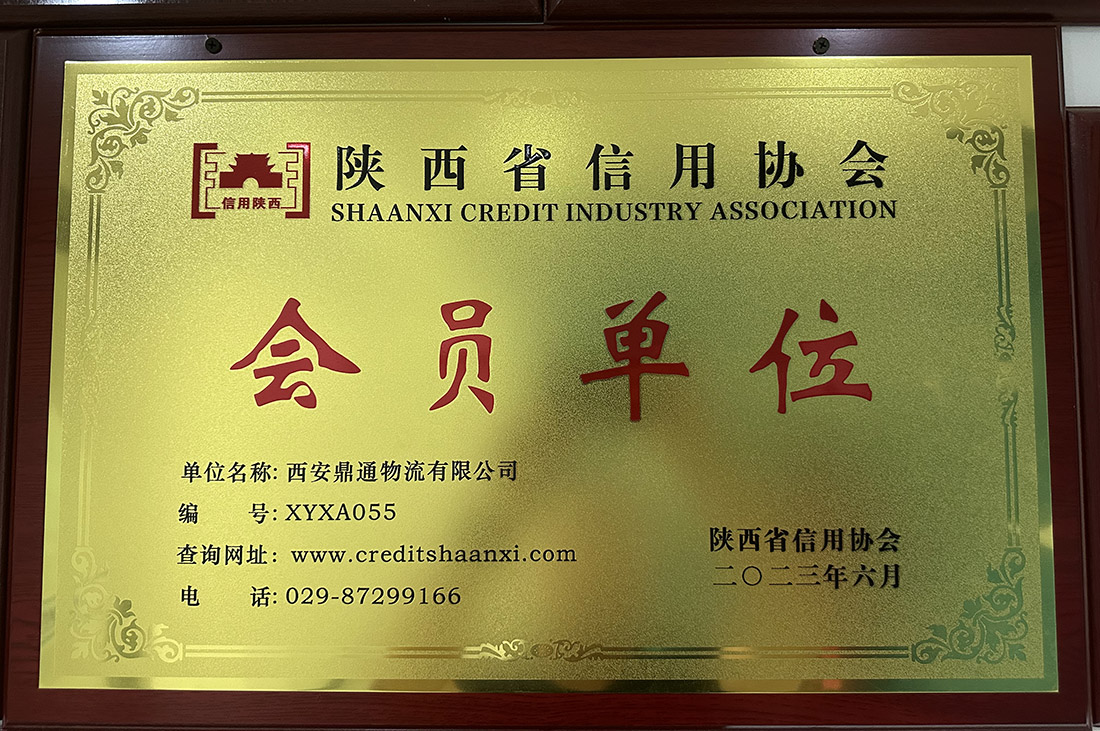 信用陕西
陕西省信用协会
SHAANXI CREDIT INDUSTRY ASSOCIATION
会员单位
单位名称: 西安鼎通物流有限公司
编 号: XYXA055
查询网址: www.creditshaanxi.com
电 话: 029-87299166
陕西省信用协会
二〇二三年六月